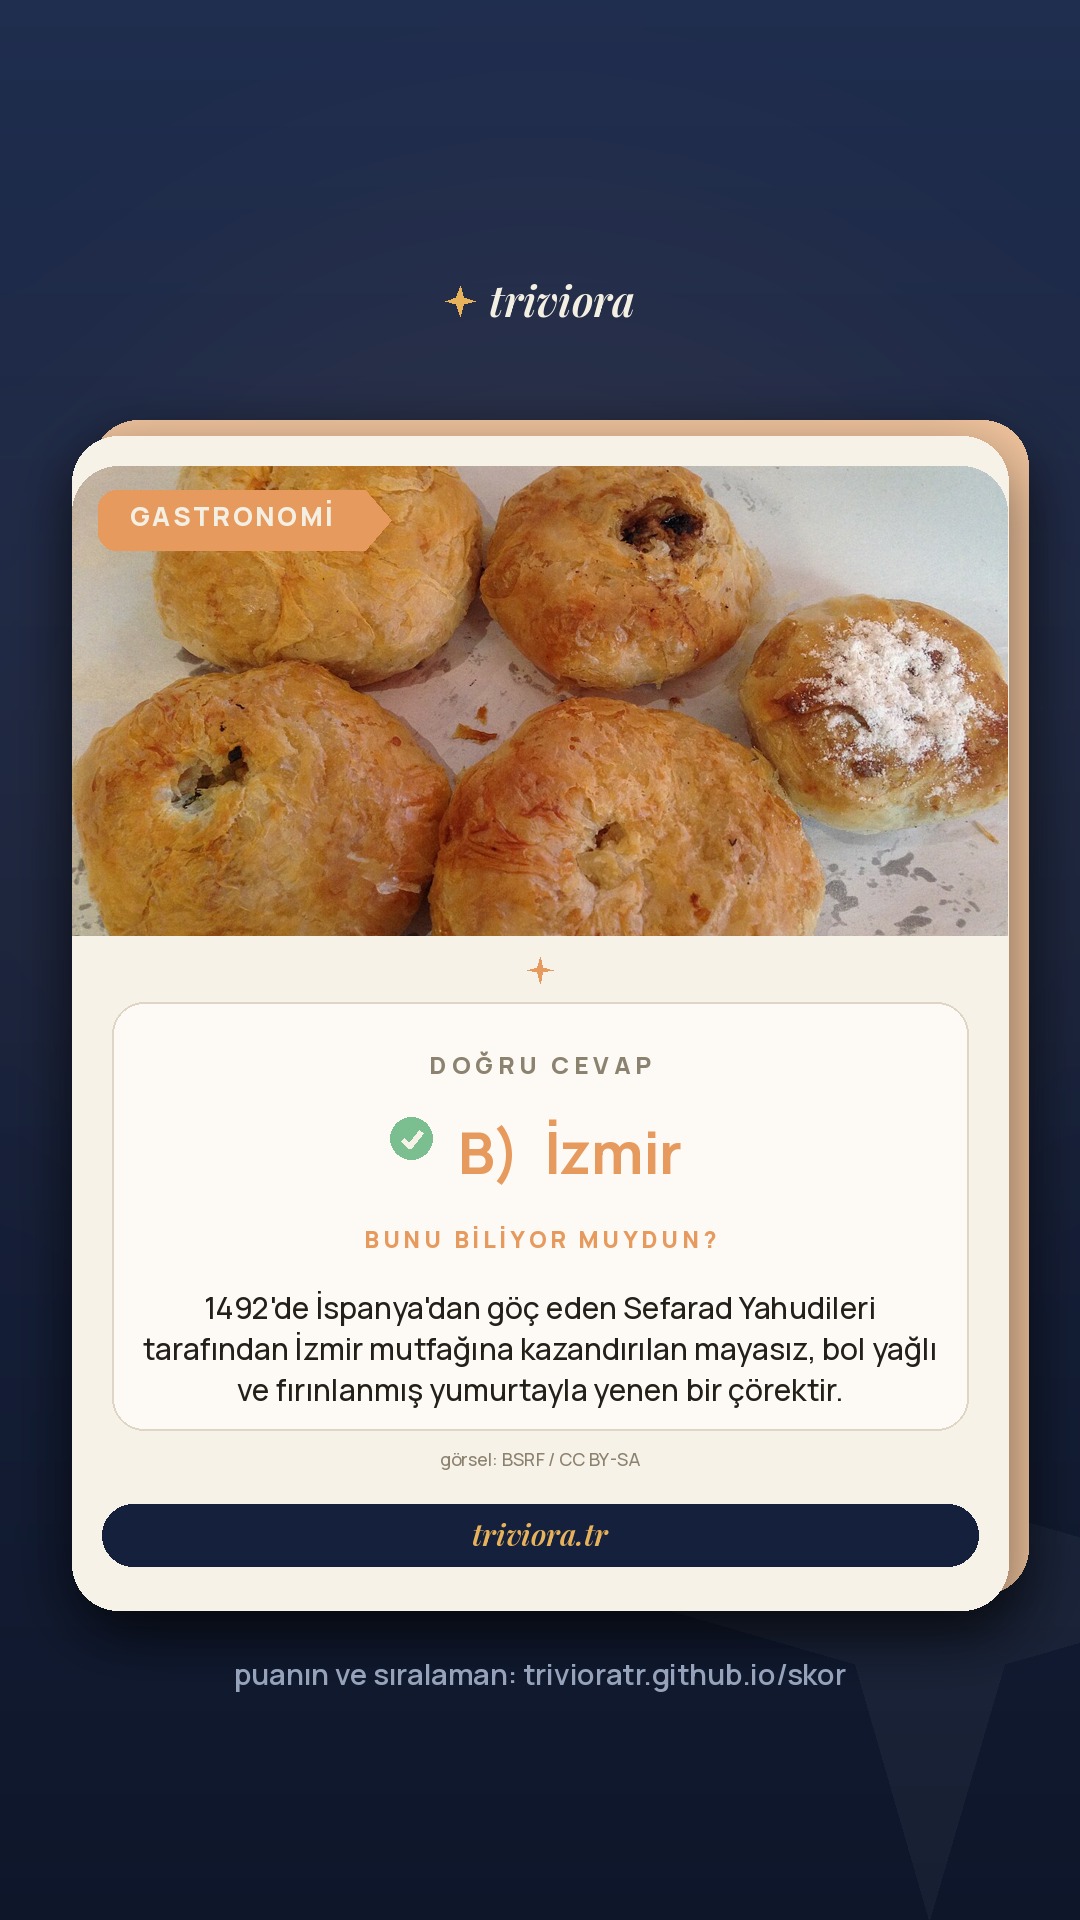 triviora
GASTRONOMİ
DOĞRU CEVAP
B) İzmir
BUNU BİLİYOR MUYDUN?
1492'de İspanya'dan göç eden Sefarad Yahudileri
tarafından İzmir mutfağına kazandırılan mayasız, bol yağlı
ve fırınlanmış yumurtayla yenen bir çörektir.
görsel: BSRF / CC BY-SA
triviora.tr
puanın ve sıralaman: trivioratr.github.io/skor